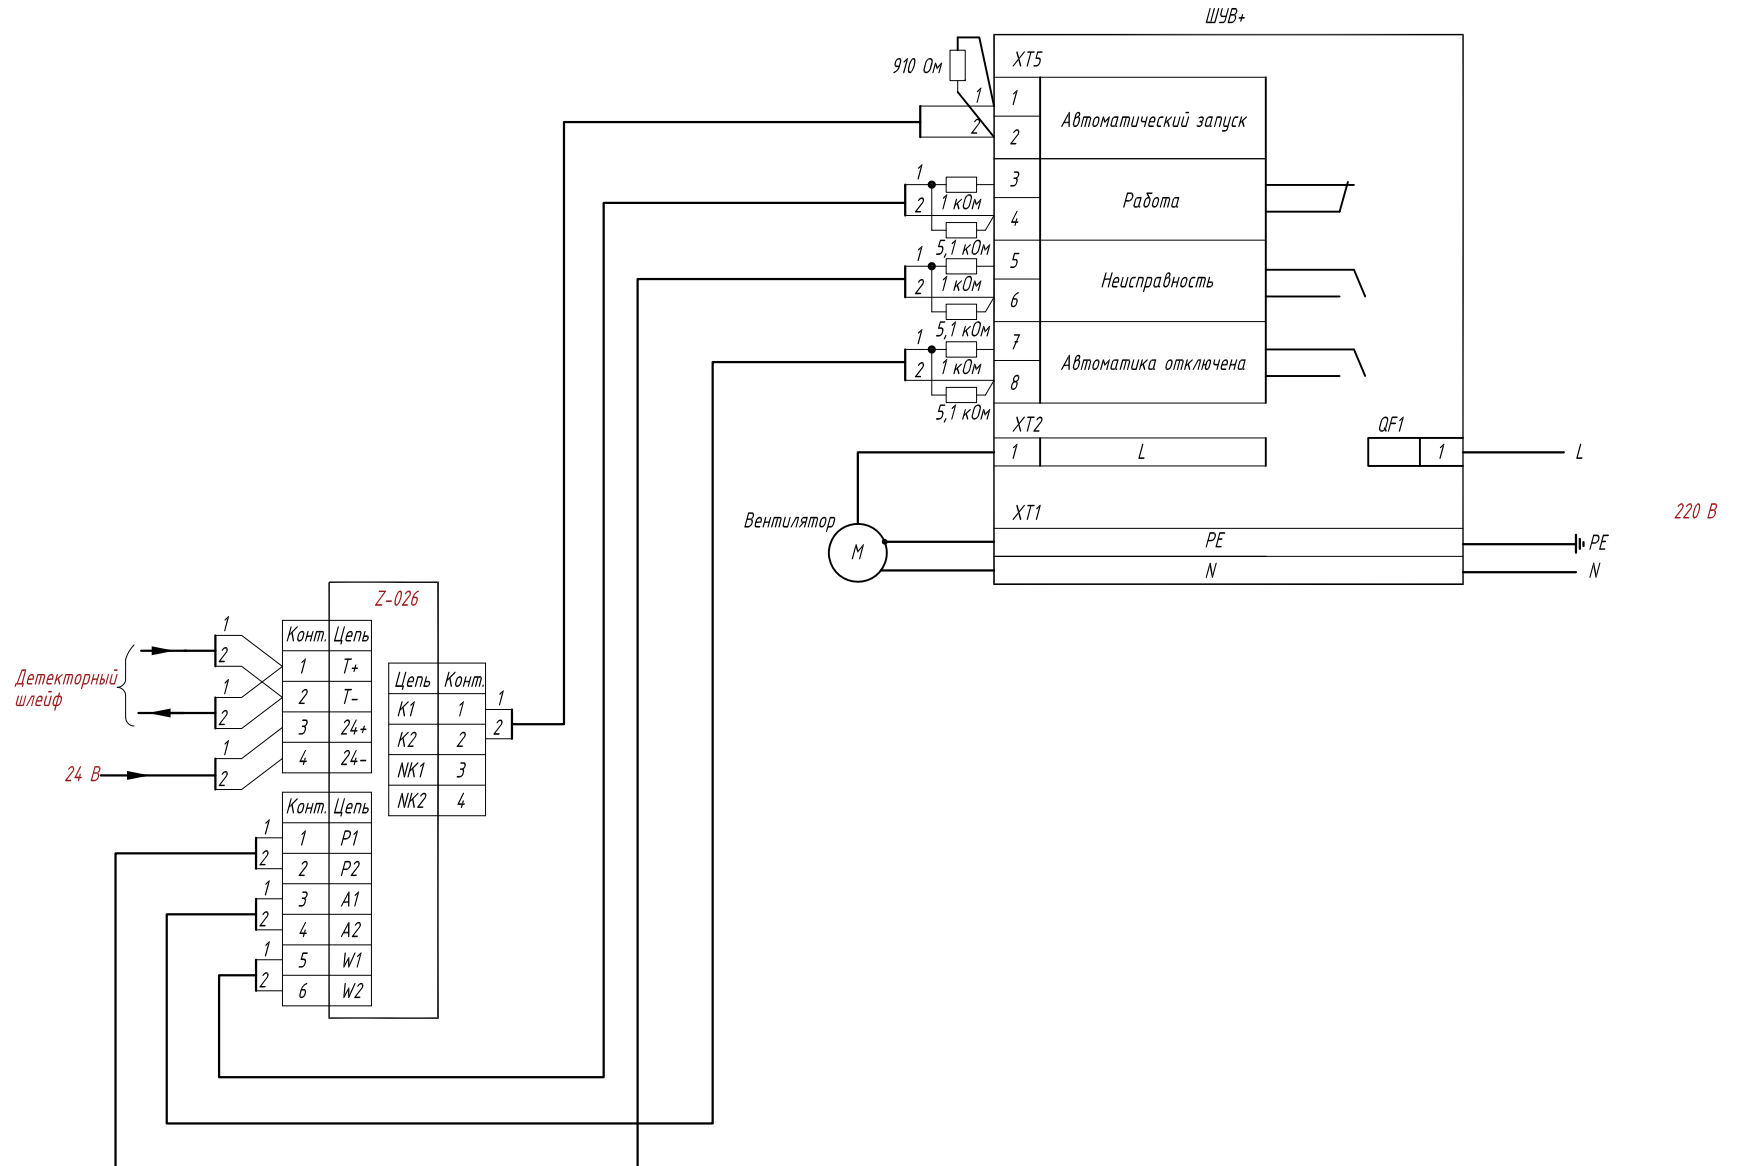 ШУВ+
XT5
910 Ом
1
2
1
2
Автоматический запуск
1
2
1 кОм
5,1 кОм
3
4
Работа
1
2
1 кОм
5,1 кОм
5
6
Неисправность
1
2
1 кОм
5,1 кОм
7
8
Автоматика отключена
XT2
QF1
1
L
1
L
XT1
220 В
Вентилятор
М
PE
PE
N
N
Z-026
Детекторный
шлейф
24 В
1
2
1
2
1
2
Конт. Цепь
1 T+
2 T-
3 24+
4 24-
Цепь Конт.
K1 1
K2 2
NK1 3
NK2 4
1
2
Конт. Цепь
1 P1
2 P2
3 A1
4 A2
5 W1
6 W2
1
2
1
2
1
2